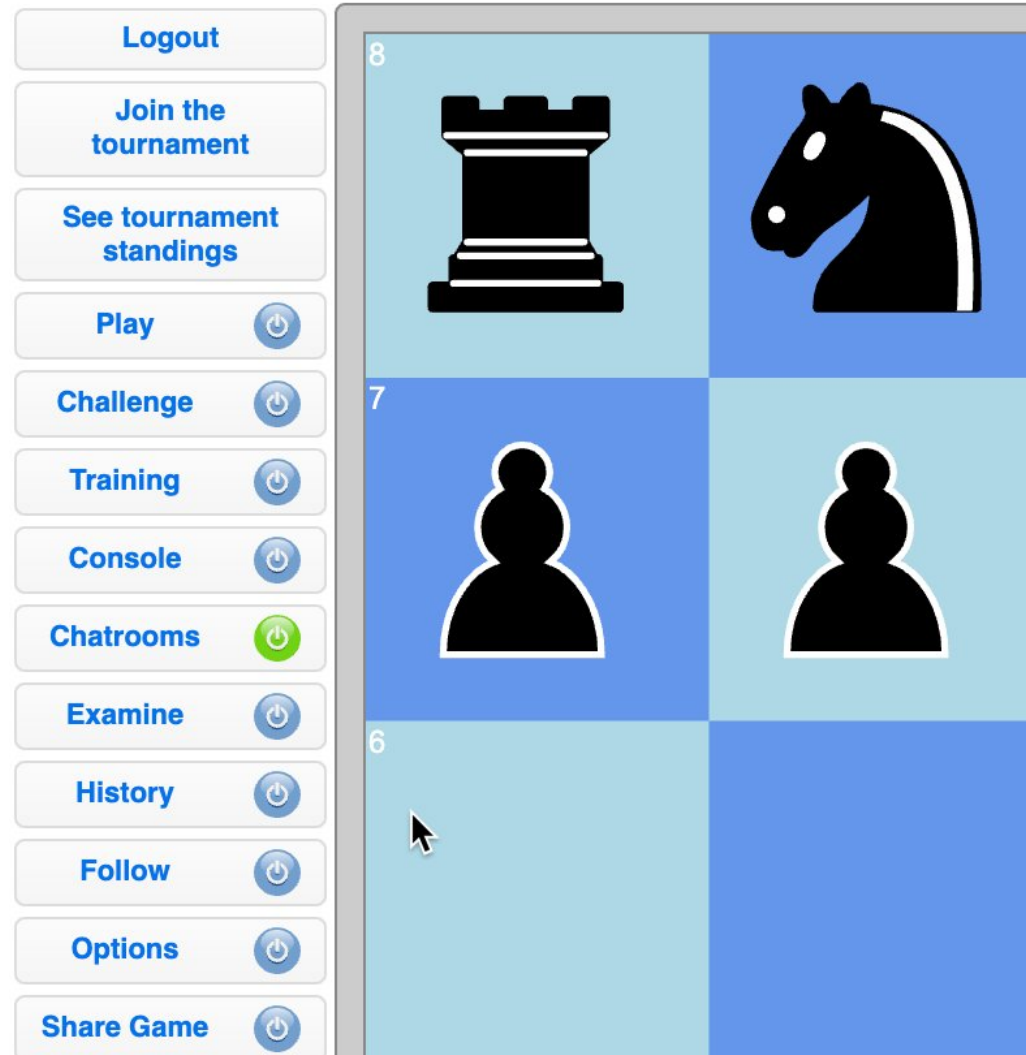 Logout
Join the
tournament
See tournament
standings
Play
Challenge
Training
Console
Chatrooms
Examine
History
Follow
Options
Share Game
8
7
6